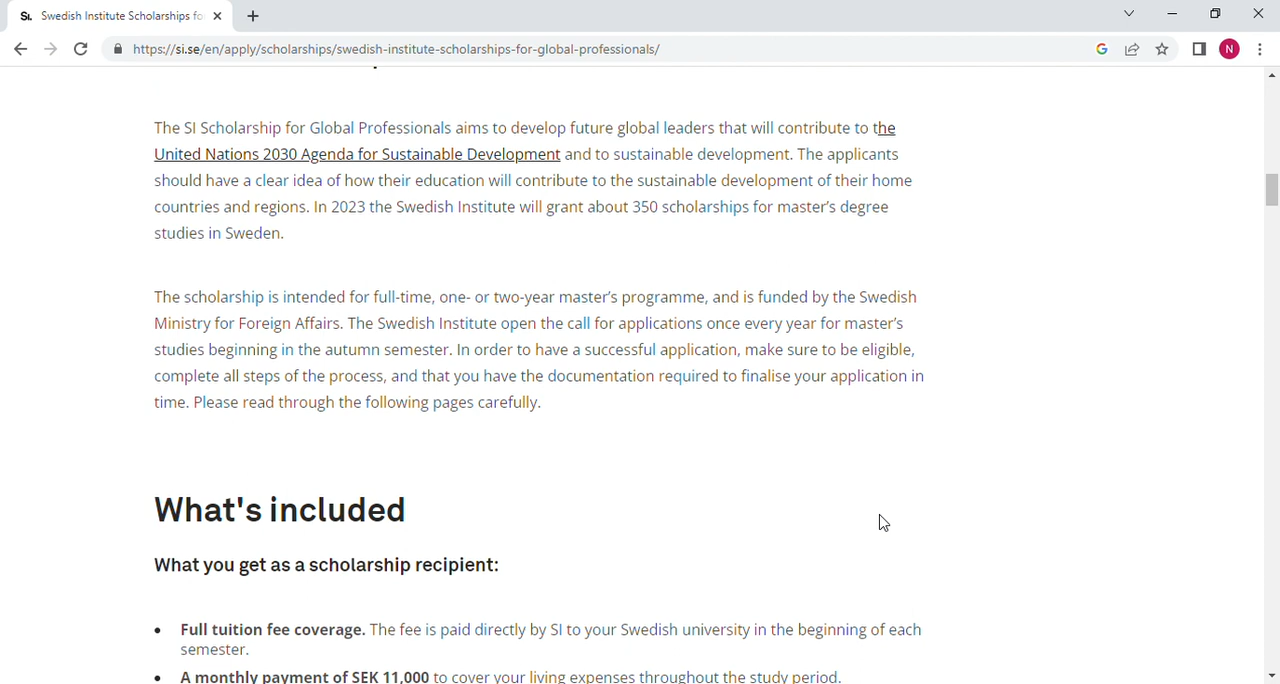 Si. Swedish Institute Scholarships fo
https://si.se/en/apply/scholarships/swedish-institute-scholarships-for-global-professionals/
G
N
The SI Scholarship for Global Professionals aims to develop future global leaders that will contribute to the
United Nations 2030 Agenda for Sustainable Development and to sustainable development. The applicants
should have a clear idea of how their education will contribute to the sustainable development of their home
countries and regions. In 2023 the Swedish Institute will grant about 350 scholarships for master’s degree
studies in Sweden.
The scholarship is intended for full-time, one- or two-year master’s programme, and is funded by the Swedish
Ministry for Foreign Affairs. The Swedish Institute open the call for applications once every year for master’s
studies beginning in the autumn semester. In order to have a successful application, make sure to be eligible,
complete all steps of the process, and that you have the documentation required to finalise your application in
time. Please read through the following pages carefully.
What's included
What you get as a scholarship recipient:
• Full tuition fee coverage. The fee is paid directly by SI to your Swedish university in the beginning of each
semester.
• A monthly payment of SEK 11,000 to cover your living expenses throughout the study period.